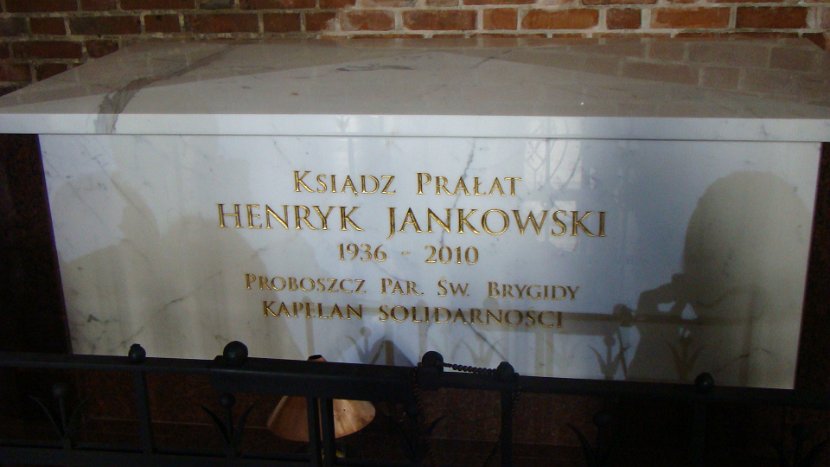 Ksiądz Prałat
HENRYK JANKOWSKI
1936 - 2010
Proboszcz Par. Św. Brygidy
Kapelan Solidarności